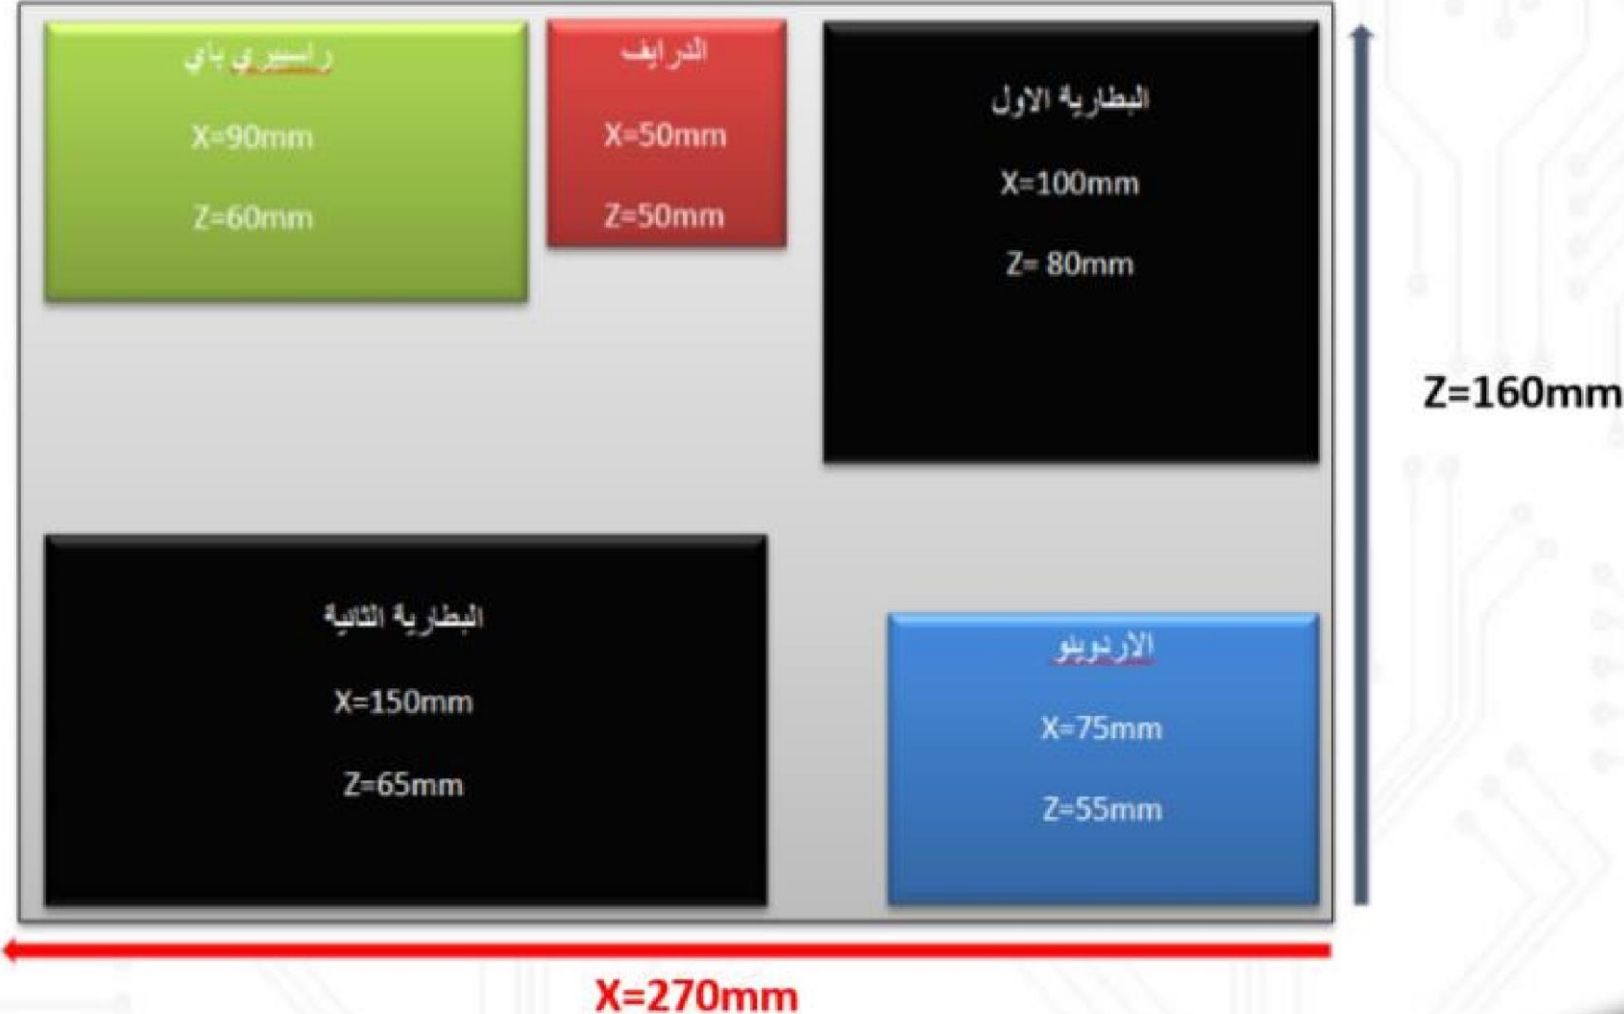 راسبيري باي
X=90mm
Z=60mm
الدرايف
X=50mm
Z=50mm
البطارية الاول
X=100mm
Z= 80mm
Z=160mm
البطارية الثانية
X=150mm
Z=65mm
الاردوينو
X=75mm
Z=55mm
X=270mm